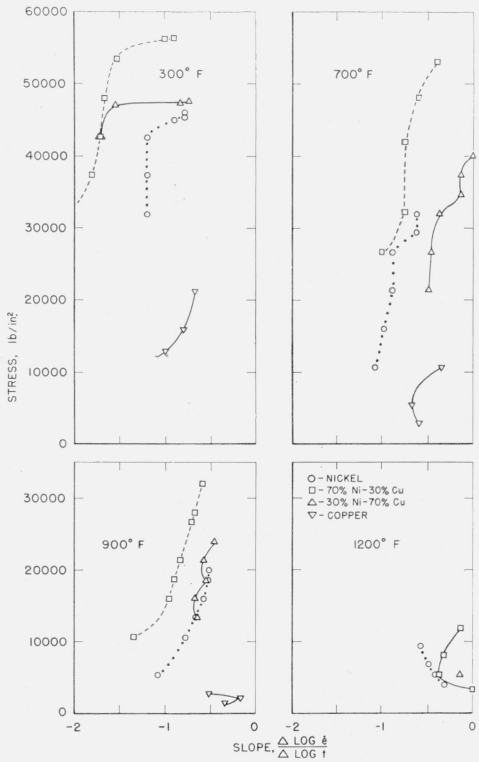 60000
50000
40000
30000
20000
10000
0
STRESS, lb/in²
300° F
700° F
30000
20000
10000
0
900° F
1200° F
○-NICKEL
□-70% Ni-30% Cu
△-30% Ni-70% Cu
▽-COPPER
-2 -1 0
-2 -1 0
SLOPE, Δ LOG ė
Δ LOG t